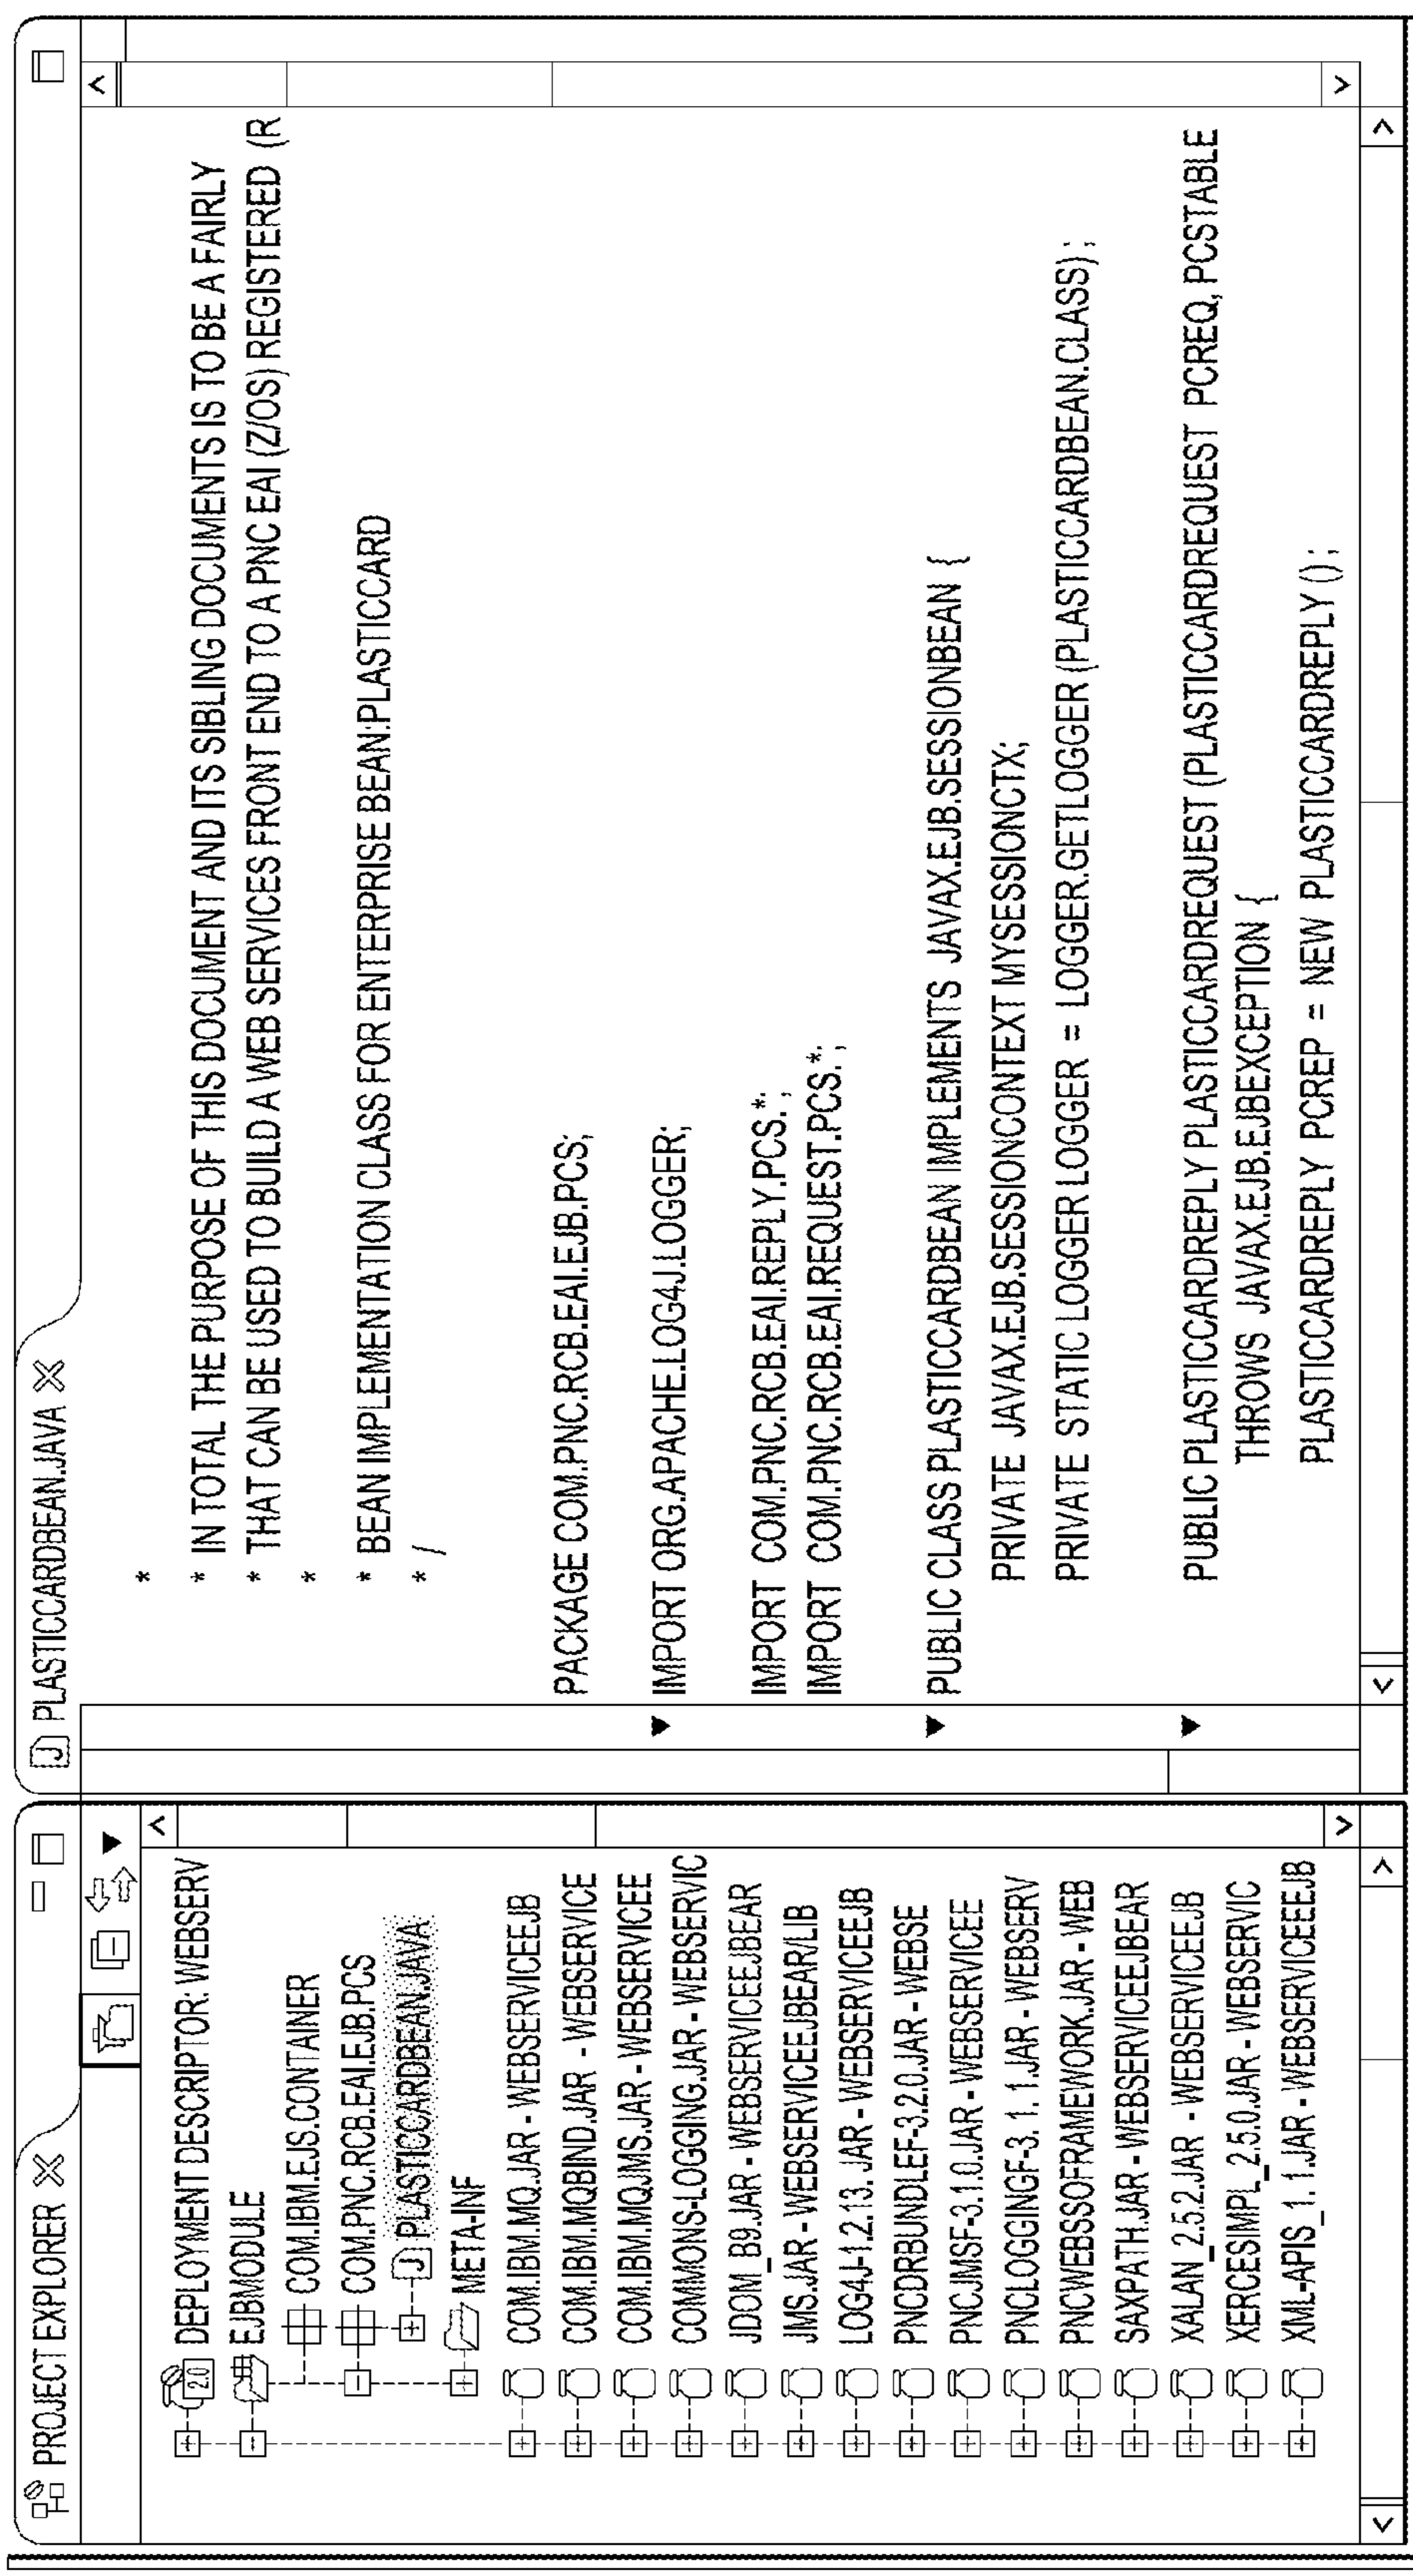 PROJECT EXPLORER
2.0 DEPLOYMENT DESCRIPTOR: WEBSERV
EJBMODULE
COM.IBM.EJS.CONTAINER
COM.PNC.RCB.EAI.EJB.PCS
J PLASTICCARDBEAN.JAVA
META-INF
COM.IBM.MQ.JAR - WEBSERVICEEJB
COM.IBM.MQBIND.JAR - WEBSERVICE
COM.IBM.MQJMS.JAR - WEBSERVICEE
COMMONS-LOGGING.JAR - WEBSERVIC
JDOM_B9.JAR - WEBSERVICEEJBEAR
JMS.JAR - WEBSERVICEEJBEAR/LIB
LOG4J-1.2.13. JAR - WEBSERVICEEJB
PNCDRBUNDLEF-3.2.0.JAR - WEBSE
PNCJMSF-3.1.0.JAR - WEBSERVICEE
PNCLOGGINGF-3. 1. 1.JAR - WEBSERV
PNCWEBSSOFRAMEWORK.JAR - WEB
SAXPATH.JAR - WEBSERVICEEJBEAR
XALAN_2.5.2.JAR - WEBSERVICEEJB
XERCESIMPL_2.5.0.JAR - WEBSERVIC
XML-APIS_1. 1.JAR - WEBSERVICEEJB
J PLASTICCARDBEAN.JAVA
*
* IN TOTAL THE PURPOSE OF THIS DOCUMENT AND ITS SIBLING DOCUMENTS IS TO BE A FAIRLY
* THAT CAN BE USED TO BUILD A WEB SERVICES FRONT END TO A PNC EAI (Z/OS) REGISTERED (R
*
* BEAN IMPLEMENTATION CLASS FOR ENTERPRISE BEAN:PLASTICCARD
* /
PACKAGE COM.PNC.RCB.EAI.EJB.PCS;
IMPORT ORG.APACHE.LOG4J.LOGGER;
IMPORT COM.PNC.RCB.EAI.REPLY.PCS. *;
IMPORT COM.PNC.RCB.EAI.REQUEST.PCS. *;
PUBLIC CLASS PLASTICCARDBEAN IMPLEMENTS JAVAX.EJB.SESSIONBEAN {
PRIVATE JAVAX.EJB.SESSIONCONTEXT MYSESSIONCTX;
PRIVATE STATIC LOGGER LOGGER = LOGGER.GETLOGGER (PLASTICCARDBEAN.CLASS) ;
PUBLIC PLASTICCARDREPLY PLASTICCARDREQUEST (PLASTICCARDREQUEST PCREQ, PCSTABLE
THROWS JAVAX.EJB.EJBEXCEPTION {
PLASTICCARDREPLY PCREP = NEW PLASTICCARDREPLY () ;